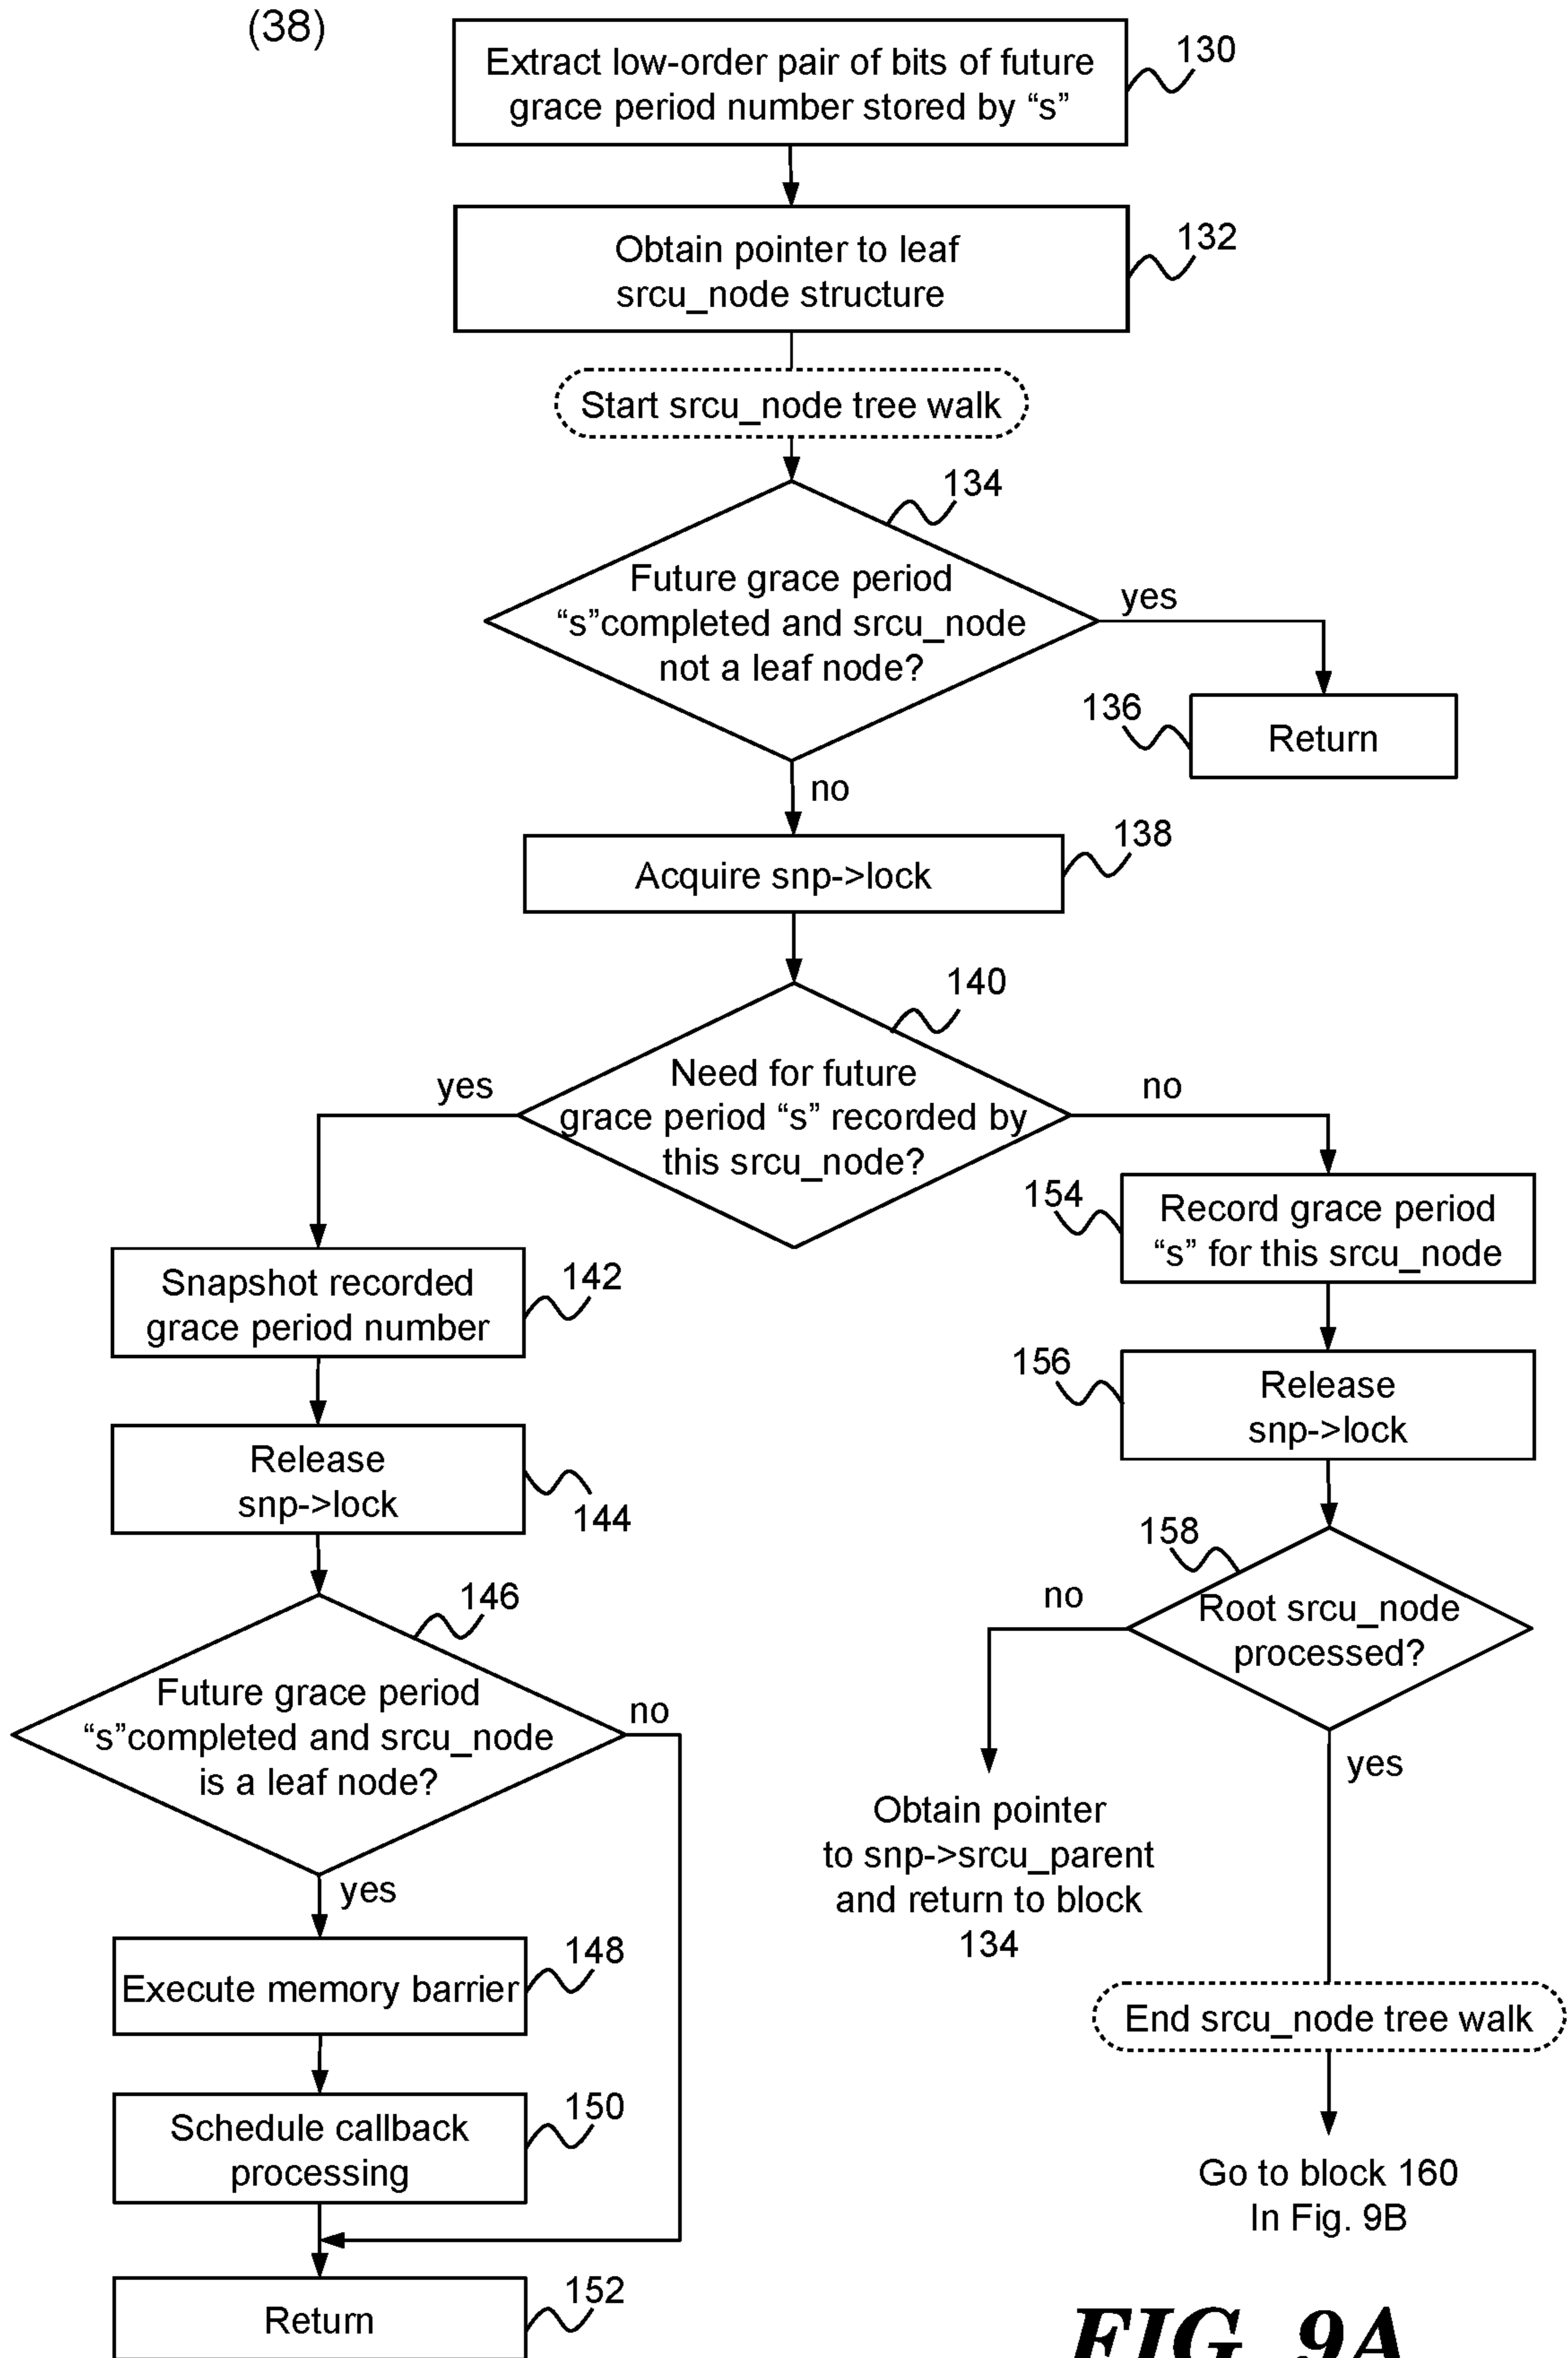 (38)
Extract low-order pair of bits of future
grace period number stored by “s”
130
Obtain pointer to leaf
srcu_node structure
132
Start srcu_node tree walk
134
Future grace period
“s”completed and srcu_node
not a leaf node?
yes
136
Return
no
138
Acquire snp->lock
140
Need for future
grace period “s” recorded by
this srcu_node?
yes
no
Snapshot recorded
grace period number
142
154
Record grace period
“s” for this srcu_node
Release
snp->lock
144
156
Release
snp->lock
146
Future grace period
“s”completed and srcu_node
is a leaf node?
no
yes
158
Root srcu_node
processed?
no
yes
Obtain pointer
to snp->srcu_parent
and return to block
134
Execute memory barrier
148
End srcu_node tree walk
Schedule callback
processing
150
Go to block 160
In Fig. 9B
Return
152
FIG. 9A